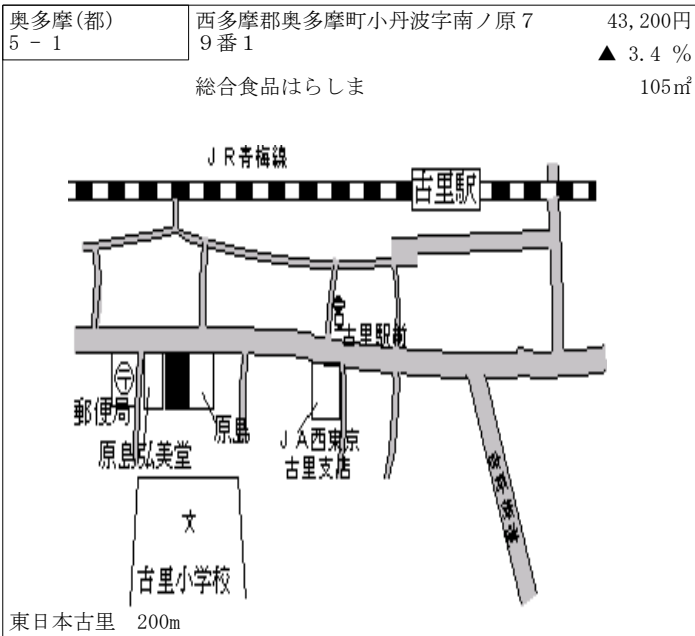 奥多摩(都)
5 - 1
西多摩郡奥多摩町小丹波字南ノ原7
9番1
43,200円
▲ 3.4 %
総合食品はらしま
105㎡
JR青梅線
古里駅
古里駅前
〒
郵便局
原島弘美堂
原島
JA西東京
古里支店
文
古里小学校
東日本古里 200m